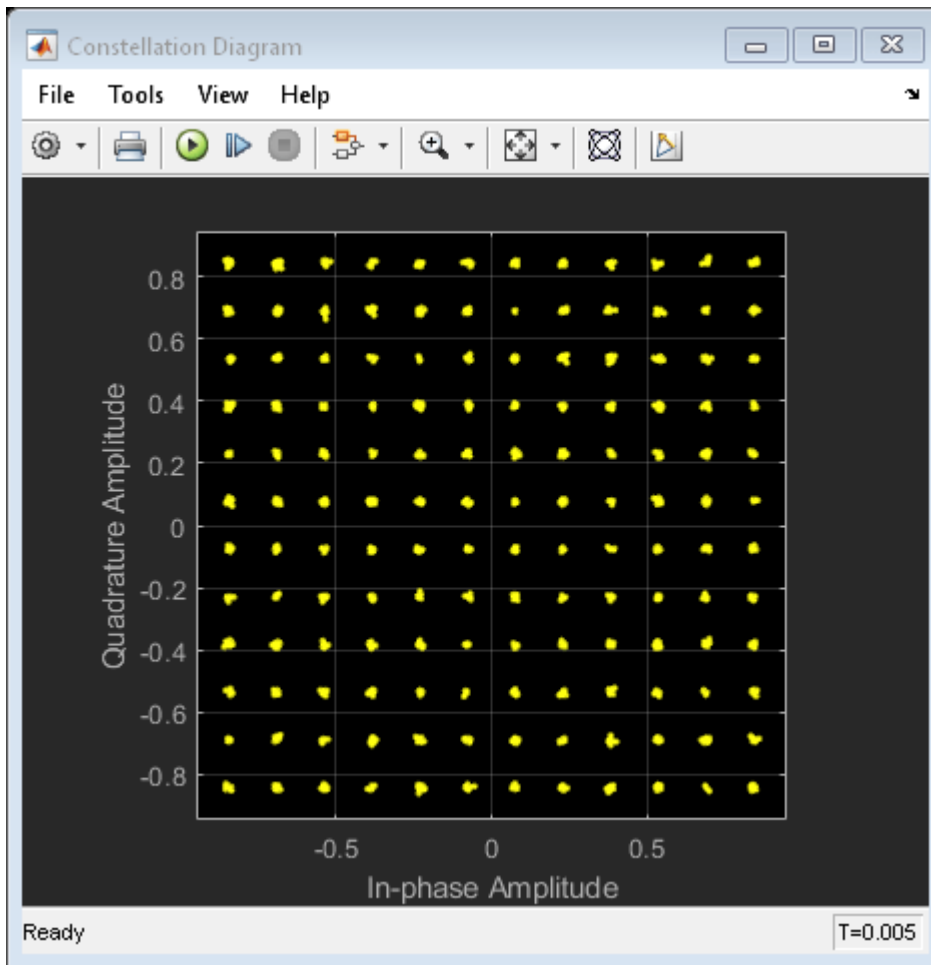 Constellation Diagram
File Tools View Help
0.8
0.6
0.4
0.2
0
-0.2
-0.4
-0.6
-0.8
Quadrature Amplitude
-0.5 0 0.5
In-phase Amplitude
Ready T=0.005